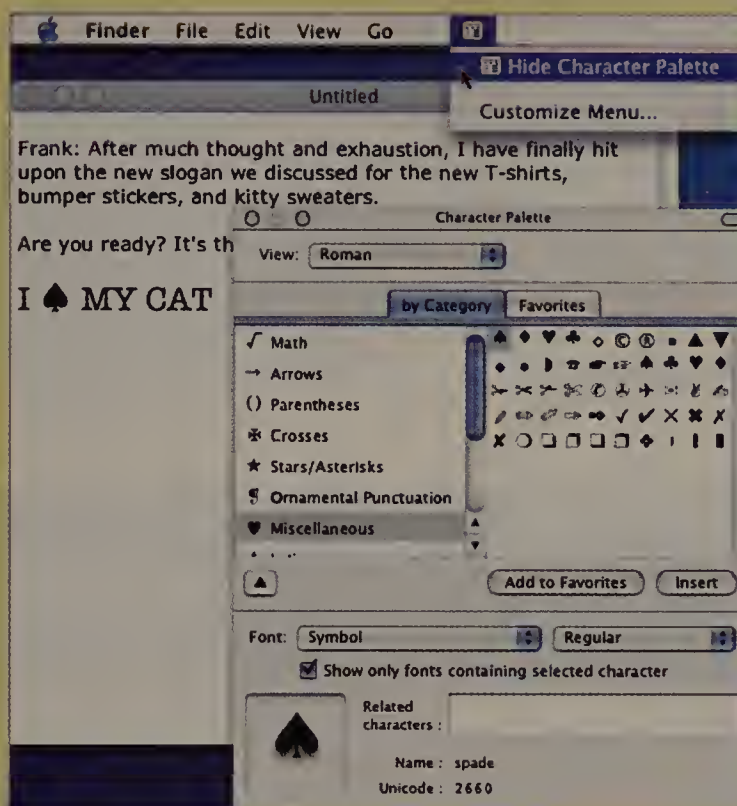 Finder File Edit View Go
Hide Character Palette
Untitled
Customize Menu...
Frank: After much thought and exhaustion, I have finally hit
upon the new slogan we discussed for the new T-shirts,
bumper stickers, and kitty sweaters.
Are you ready? It's th
I ♠ MY CAT
Character Palette
View: Roman
by Category Favorites
√ Math
→ Arrows
() Parentheses
✠ Crosses
★ Stars/Asterisks
¶ Ornamental Punctuation
♥ Miscellaneous
Add to Favorites Insert
Font: Symbol Regular
Show only fonts containing selected character
Related
characters :
Name : spade
Unicode : 2660